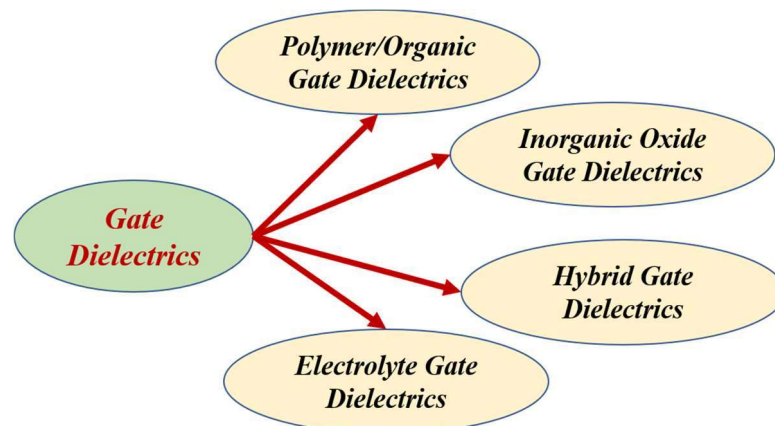 Polymer/Organic
Gate Dielectrics
Inorganic Oxide
Gate Dielectrics
Gate
Dielectrics
Hybrid Gate
Dielectrics
Electrolyte Gate
Dielectrics